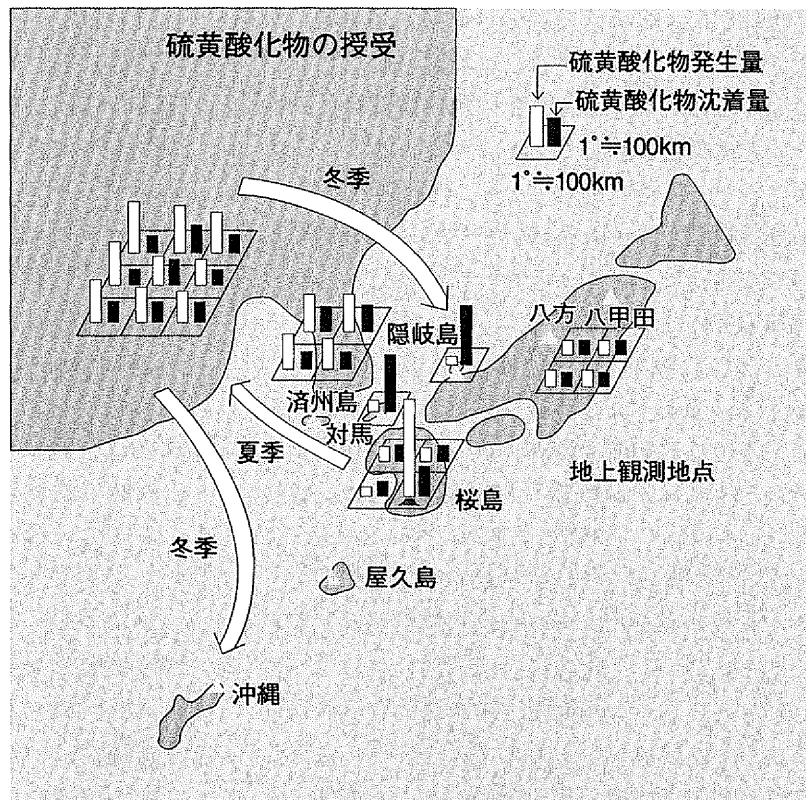 硫黄酸化物の授受
硫黄酸化物発生量
硫黄酸化物沈着量
1°≒100km
1°≒100km
冬季
八方 八甲田
隠岐島
済州島
対馬
夏季
地上観測地点
桜島
冬季
屋久島
沖縄